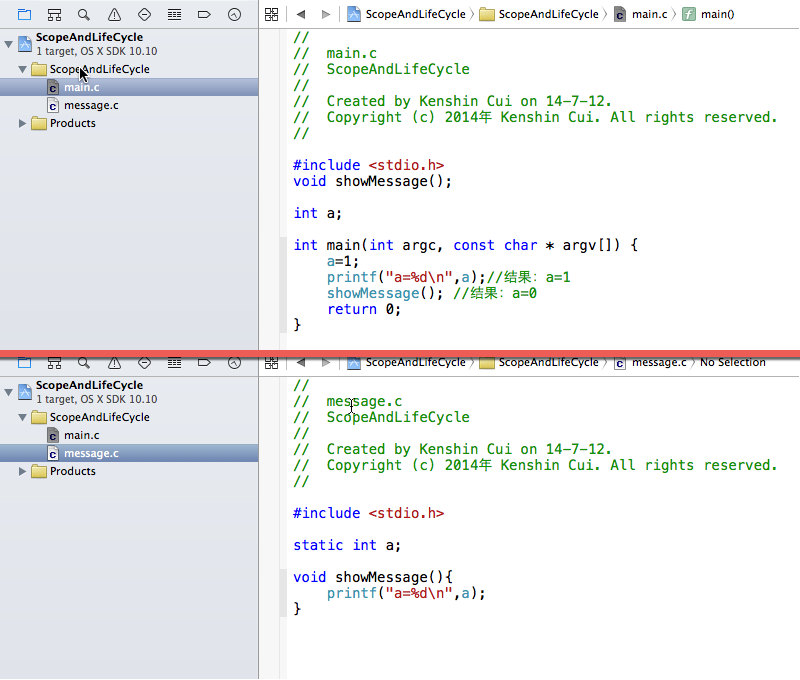 ScopeAndLifeCycle
1 target, OS X SDK 10.10
ScopeAndLifeCycle
main.c
message.c
Products
ScopeAndLifeCycle ScopeAndLifeCycle main.c main()
//
//  main.c
//  ScopeAndLifeCycle
//
//  Created by Kenshin Cui on 14-7-12.
//  Copyright (c) 2014年 Kenshin Cui. All rights reserved.
//
#include <stdio.h>
void showMessage();
int a;
int main(int argc, const char * argv[]) {
    a=1;
    printf("a=%d\n",a);//结果：a=1
    showMessage(); //结果：a=0
    return 0;
}
ScopeAndLifeCycle
1 target, OS X SDK 10.10
ScopeAndLifeCycle
main.c
message.c
Products
ScopeAndLifeCycle ScopeAndLifeCycle message.c No Selection
//
//  message.c
//  ScopeAndLifeCycle
//
//  Created by Kenshin Cui on 14-7-12.
//  Copyright (c) 2014年 Kenshin Cui. All rights reserved.
//
#include <stdio.h>
static int a;
void showMessage(){
    printf("a=%d\n",a);
}